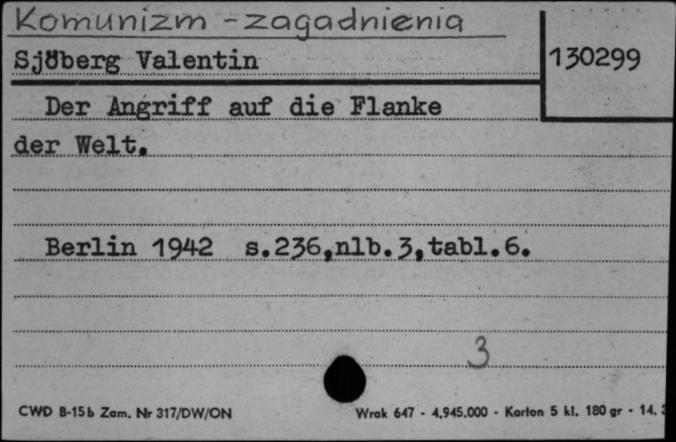 Komunizm - zagadnienia
Sjöberg Valentin
130299
Der Angriff auf die Flanke
der Welt.
Berlin 1942 s.236,nlb.3,tabl.6.
3
CWD B-15b Zam. Nr 317/DW/ON
Wrak 647 - 4.945.000 - Karton 5 kl. 180 gr - 14.